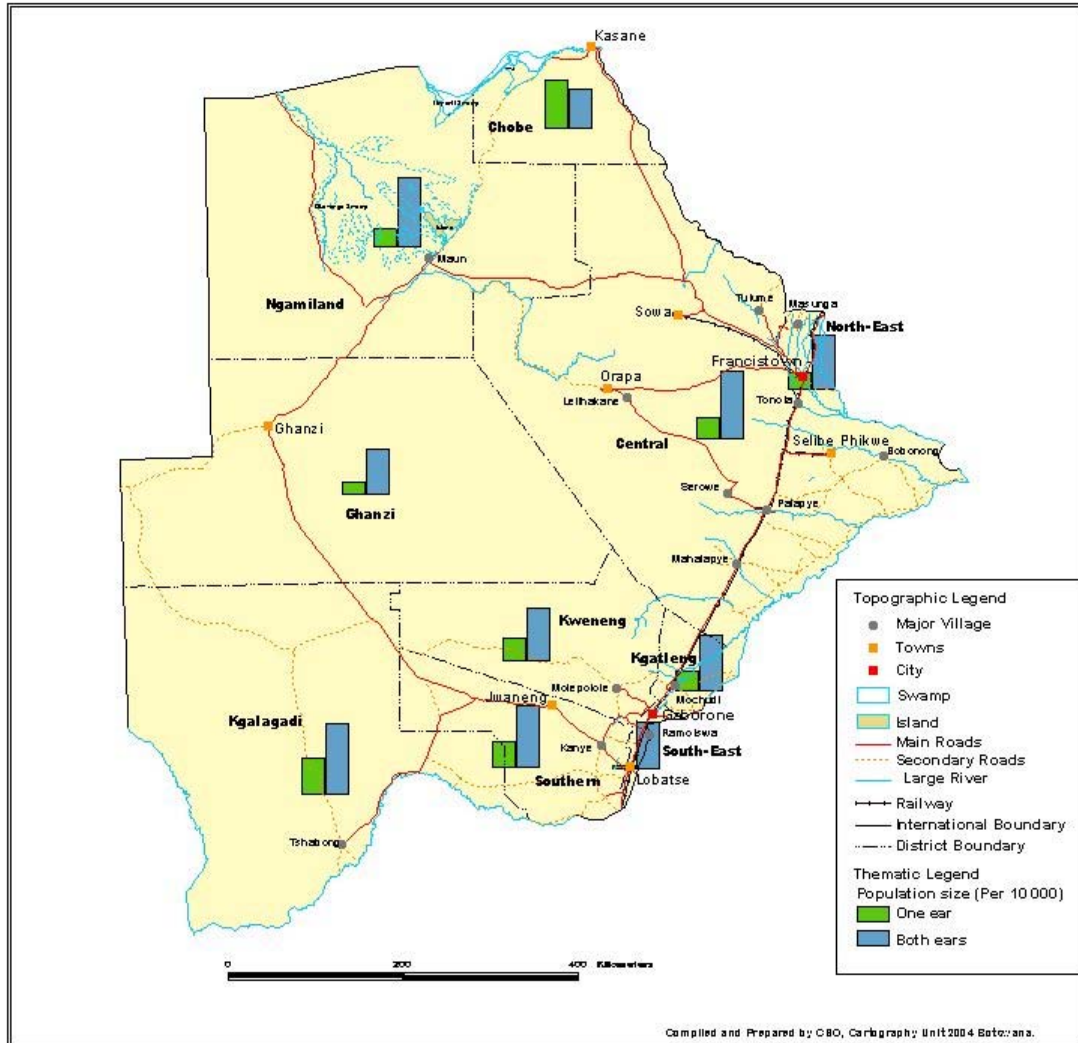 Kasane
Chobe
Maun
Ngamiland
Sowa
Tutume
Masunga
North-East
Francistown
Orapa
Letlhakane
Tonota
Central
Selibe Phikwe
Bobonong
Ghanzi
Serowe
Palapye
Ghanzi
Mahalapye
Kweneng
Kgatleng
Molepolole
Mochudi
Jwaneng
Gaborone
Kgalagadi
Ramotswa
Kanye
South-East
Southern
Lobatse
Tshabong
Topographic Legend
Major Village
Towns
City
Swamp
Island
Main Roads
Secondary Roads
Large River
Railway
International Boundary
District Boundary
Thematic Legend
Population size (Per 10 000)
One ear
Both ears
0 200 400 Kilometers
Compiled and Prepared by CSO, Cartography Unit 2004 Botswana.